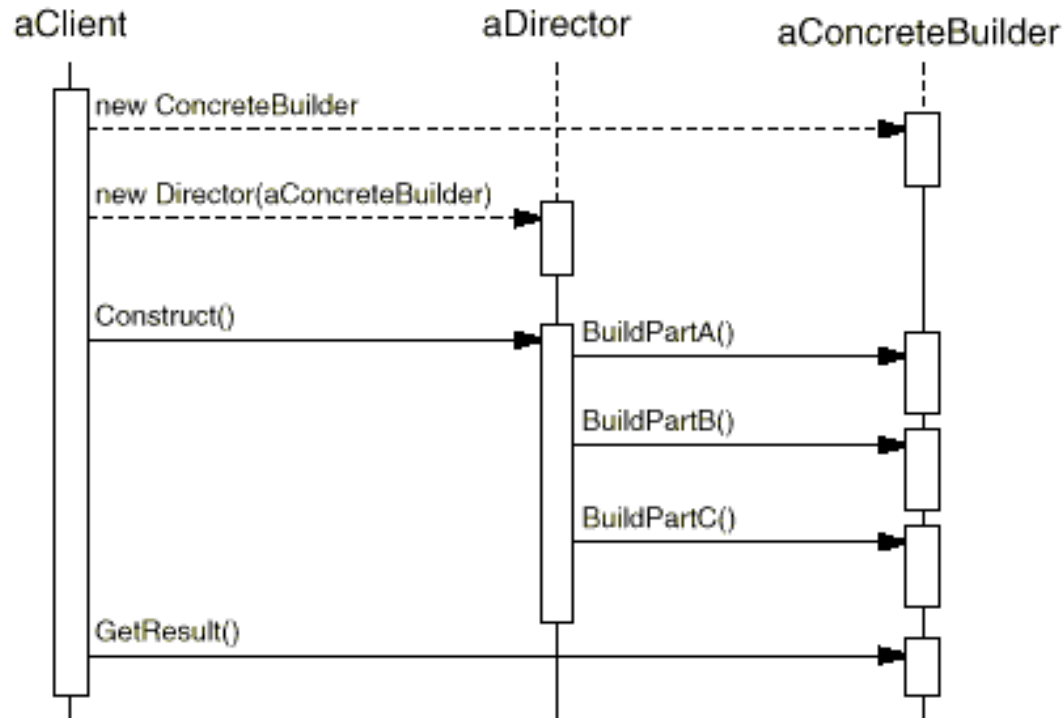 aClient
aDirector
aConcreteBuilder
new ConcreteBuilder
new Director(aConcreteBuilder)
Construct()
BuildPartA()
BuildPartB()
BuildPartC()
GetResult()